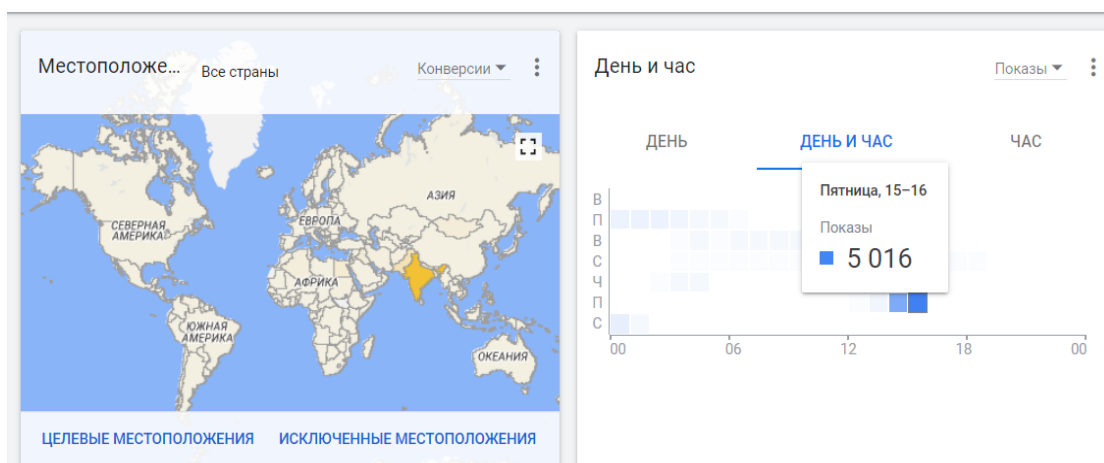 Местоположе...
Все страны
Конверсии
АЗИЯ
СЕВЕРНАЯ
АМЕРИКА
ЕВРОПА
АФРИКА
ЮЖНАЯ
АМЕРИКА
ОКЕАНИЯ
ЦЕЛЕВЫЕ МЕСТОПОЛОЖЕНИЯ
ИСКЛЮЧЕННЫЕ МЕСТОПОЛОЖЕНИЯ
День и час
Показы
ДЕНЬ
ДЕНЬ И ЧАС
ЧАС
Пятница, 15–16
Показы
5 016
В
П
В
С
Ч
П
С
00 06 12 18 00